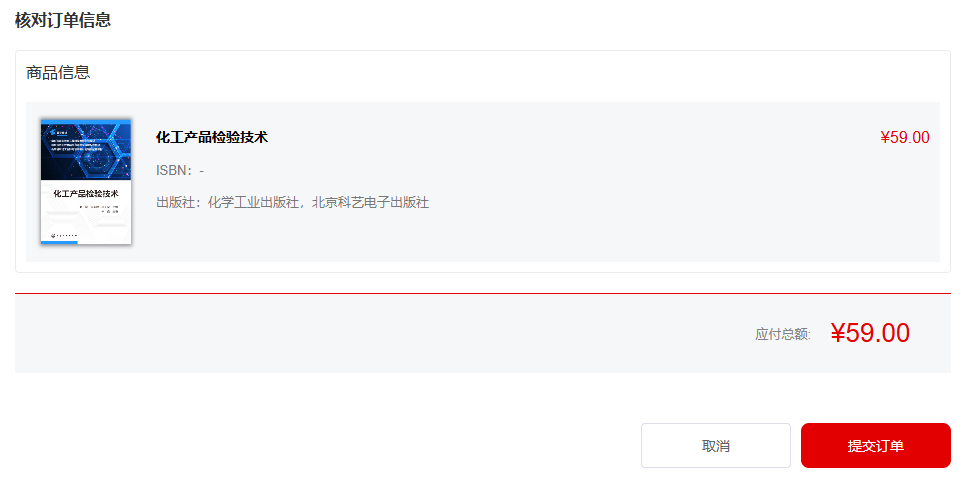 核对订单信息
商品信息
化工产品检验技术
¥59.00
ISBN：-
出版社：化学工业出版社，北京科艺电子出版社
化工产品检验技术
应付总额:
¥59.00
取消
提交订单